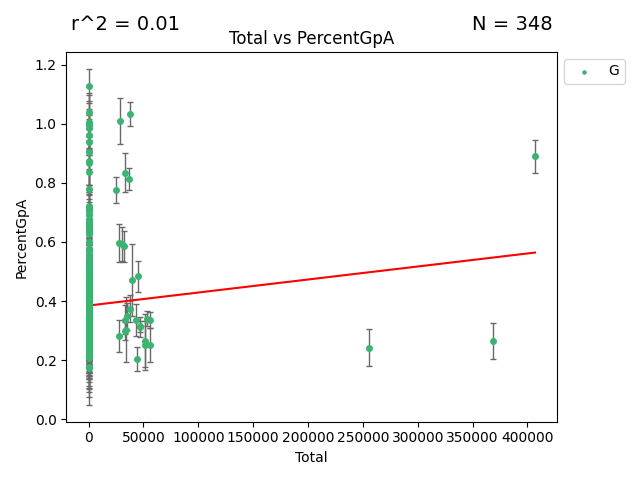 r^2 = 0.01
N = 348
Total vs PercentGpA
G
PercentGpA
1.2
1.0
0.8
0.6
0.4
0.2
0.0
0 50000 100000 150000 200000 250000 300000 350000 400000
Total